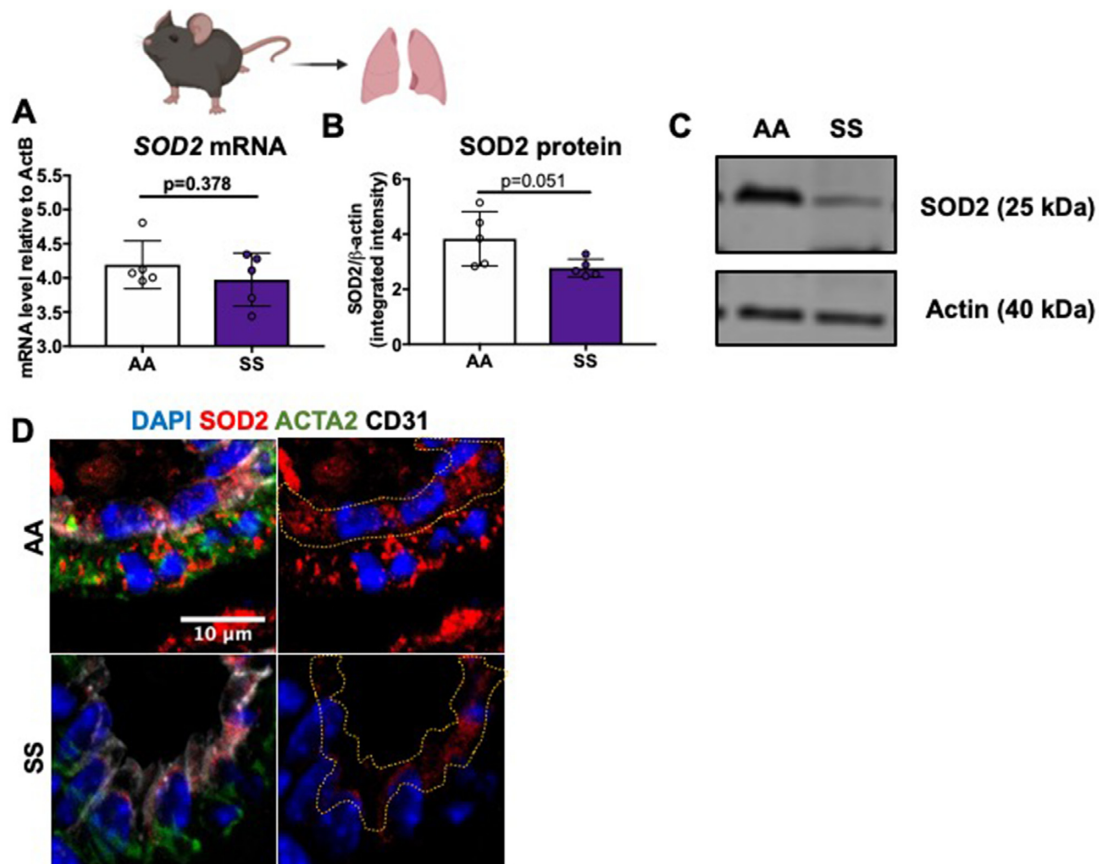 A
SOD2 mRNA
mRNA level relative to ActB
5.5
5.0
4.5
4.0
3.5
3.0
p=0.378
AA
SS
B
SOD2 protein
SOD2/β-actin
(integrated intensity)
6
4
2
0
p=0.051
AA
SS
C
AA SS
SOD2 (25 kDa)
Actin (40 kDa)
D
DAPI SOD2 ACTA2 CD31
AA
10 µm
SS